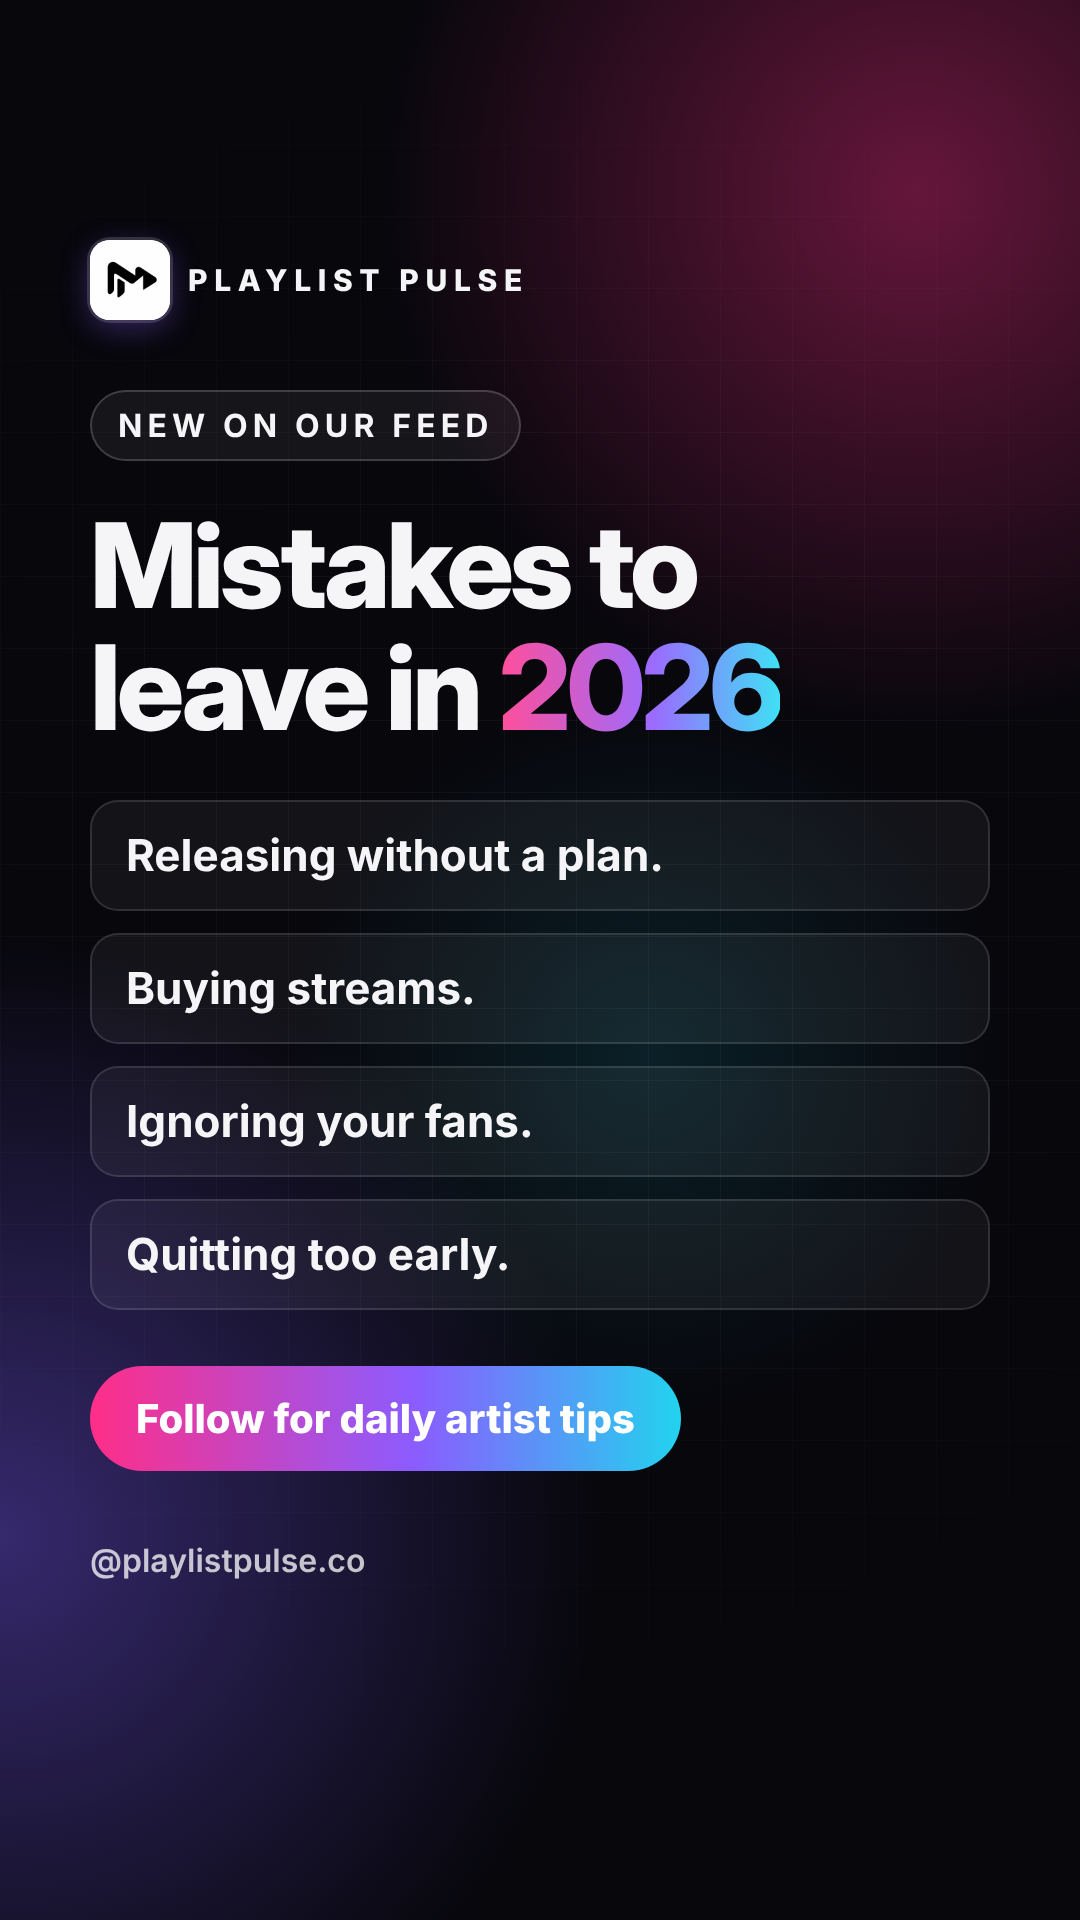 PLAYLIST PULSE
NEW ON OUR FEED
Mistakes to
leave in 2026
Releasing without a plan.
Buying streams.
Ignoring your fans.
Quitting too early.
Follow for daily artist tips
@playlistpulse.co